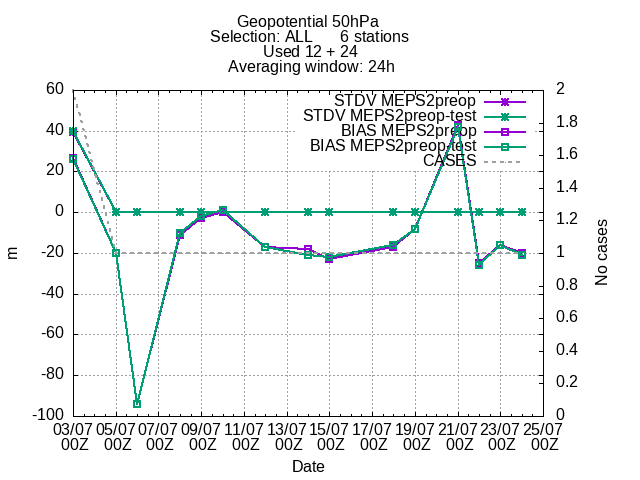 Geopotential 50hPa
Selection: ALL 6 stations
Used 12 + 24
Averaging window: 24h
STDV MEPS2preop
STDV MEPS2preop-test
BIAS MEPS2preop
BIAS MEPS2preop-test
CASES
60
40
20
0
-20
-40
-60
-80
-100
m
2
1.8
1.6
1.4
1.2
1
0.8
0.6
0.4
0.2
0
No cases
03/07 05/07 07/07 09/07 11/07 13/07 15/07 17/07 19/07 21/07 23/07 25/07
00Z 00Z 00Z 00Z 00Z 00Z 00Z 00Z 00Z 00Z 00Z 00Z
Date